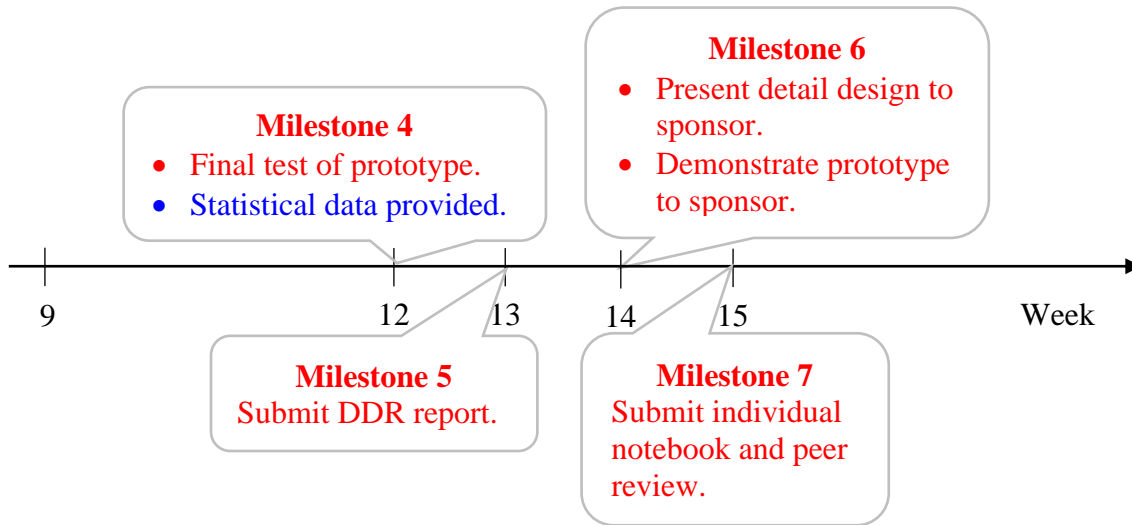 Milestone 6
• Present detail design to
sponsor.
• Demonstrate prototype
to sponsor.
Milestone 4
• Final test of prototype.
• Statistical data provided.
9 12 13 14 15 Week
Milestone 5
Submit DDR report.
Milestone 7
Submit individual
notebook and peer
review.